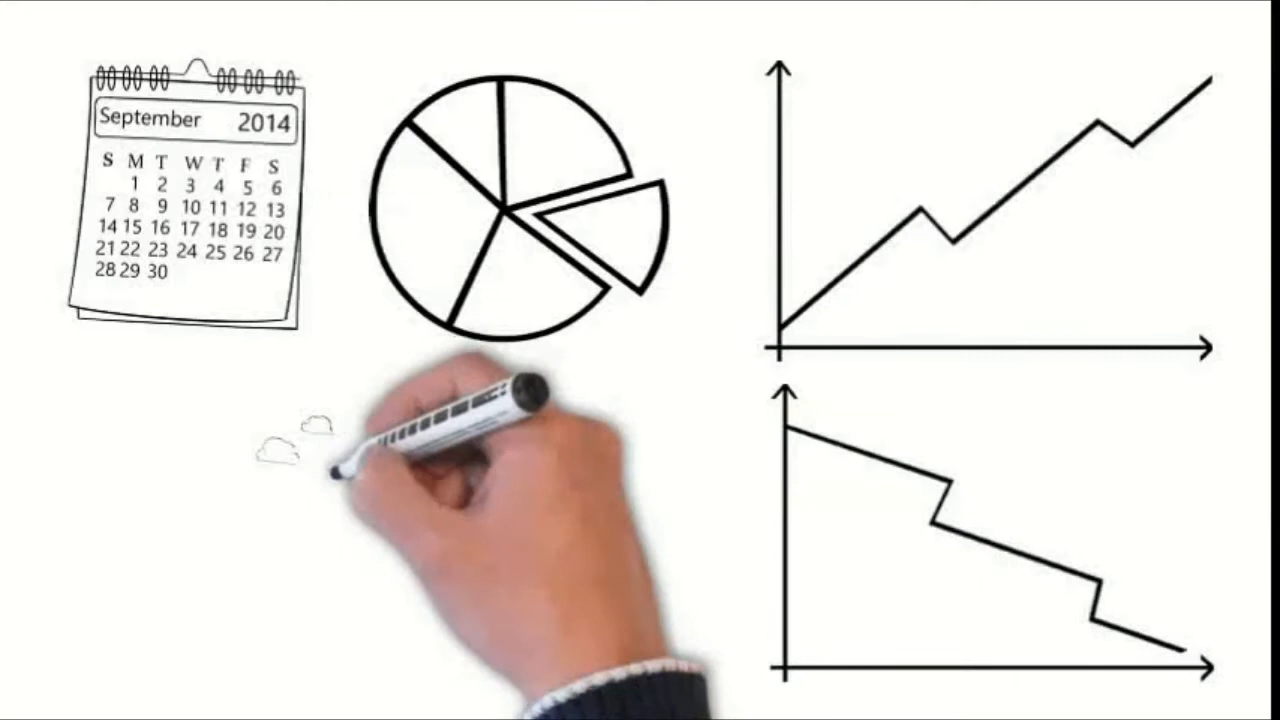 September 2014
S M T W T F S
1 2 3 4 5 6
7 8 9 10 11 12 13
14 15 16 17 18 19 20
21 22 23 24 25 26 27
28 29 30